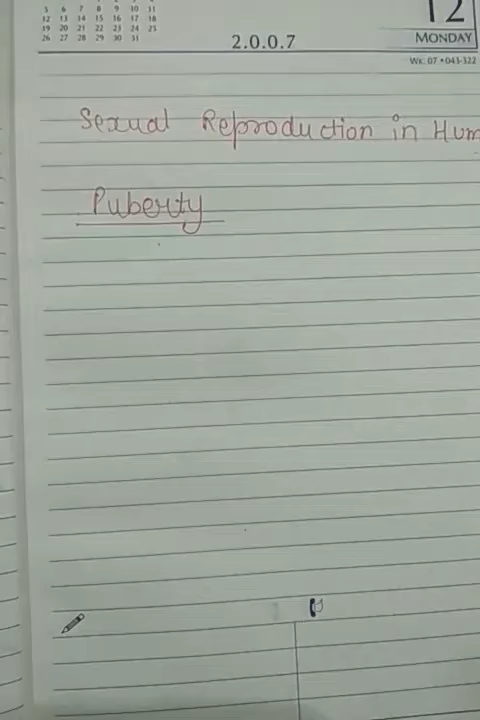 5 6 7 8 9 10 11
12 13 14 15 16 17 18
19 20 21 22 23 24 25
26 27 28 29 30 31
12
2.0.0.7
MONDAY
WK 07 • 043-322
Sexual Reproduction in Hum
Puberty